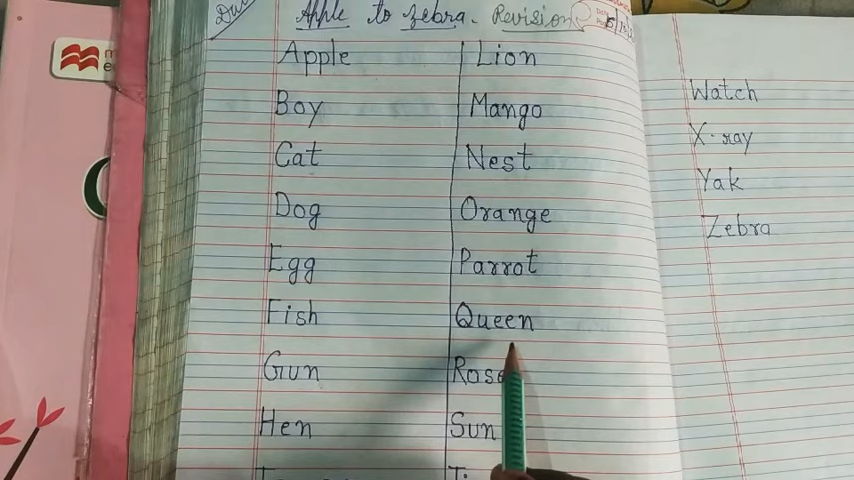 Apple to Zebra. Revision
Apple
Boy
Cat
Dog
Egg
Fish
Gun
Hen
Lion
Mango
Nest
Orange
Parrot
Queen
Rose
Sun
Watch
X-ray
Yak
Zebra